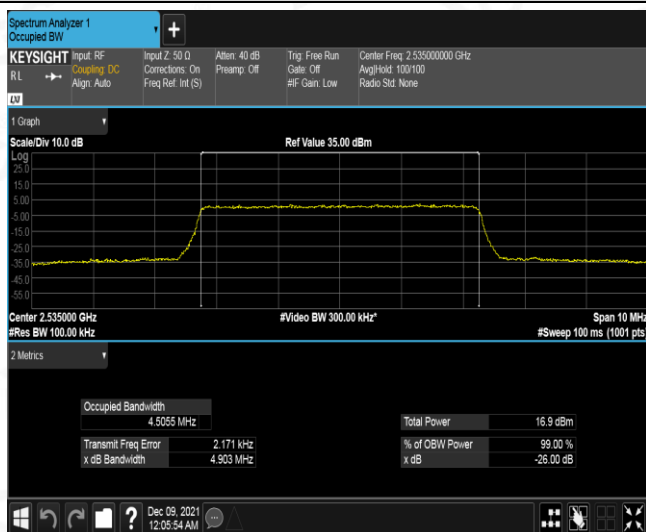 Spectrum Analyzer 1
Occupied BW
+
KEYSIGHT
RL
LXI
Input: RF
Coupling: DC
Align: Auto
Input Z: 50 Ω
Corrections: On
Freq Ref: Int (S)
Atten: 40 dB
Preamp: Off
Trig: Free Run
Gate: Off
#IF Gain: Low
Center Freq: 2.535000000 GHz
Avg|Hold: 100/100
Radio Std: None
1 Graph
Scale/Div 10.0 dB
Ref Value 35.00 dBm
Log
25.0
15.0
5.00
-5.00
-15.0
-25.0
-35.0
-45.0
-55.0
Center 2.535000 GHz
#Video BW 300.00 kHz*
Span 10 MHz
#Res BW 100.00 kHz
#Sweep 100 ms (1001 pts)
2 Metrics
Occupied Bandwidth
4.5055 MHz
Total Power 16.9 dBm
Transmit Freq Error 2.171 kHz
% of OBW Power 99.00 %
x dB Bandwidth 4.903 MHz
x dB -26.00 dB
?
Dec 09, 2021
12:05:54 AM